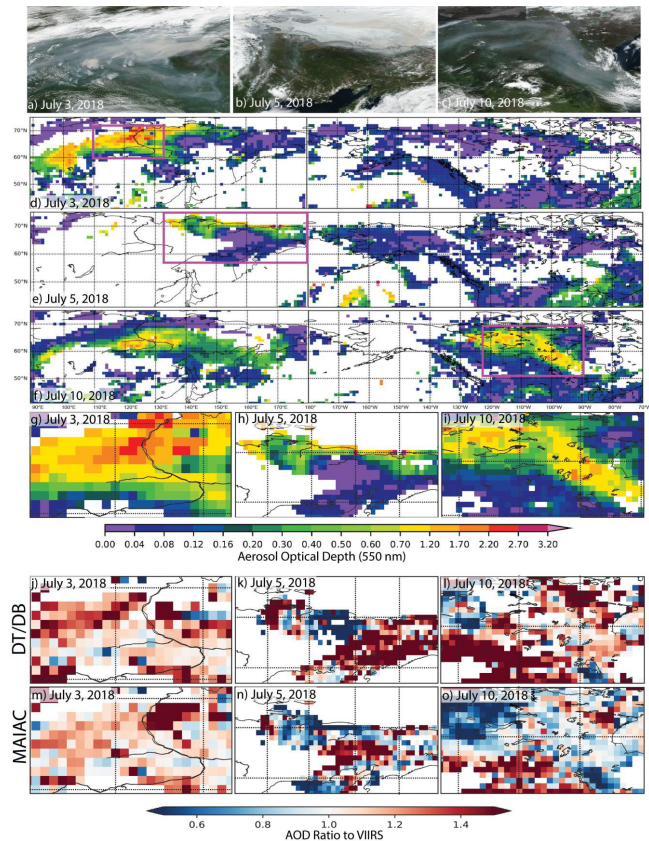 a) July 3, 2018
b) July 5, 2018
c) July 10, 2018
70°N
60°N
50°N
d) July 3, 2018
70°N
60°N
50°N
e) July 5, 2018
70°N
60°N
50°N
f) July 10, 2018
90°E 100°E 110°E 120°E 130°E 140°E 150°E 160°E 170°E 180° 170°W 160°W 150°W 140°W 130°W 120°W 110°W 100°W 90°W 80°W 70°W
g) July 3, 2018
h) July 5, 2018
i) July 10, 2018
0.00 0.04 0.08 0.12 0.16 0.20 0.30 0.40 0.50 0.60 0.70 1.20 1.70 2.20 2.70 3.20
Aerosol Optical Depth (550 nm)
DT/DB
j) July 3, 2018
k) July 5, 2018
l) July 10, 2018
MAIAC
m) July 3, 2018
n) July 5, 2018
o) July 10, 2018
0.6 0.8 1.0 1.2 1.4
AOD Ratio to VIIRS